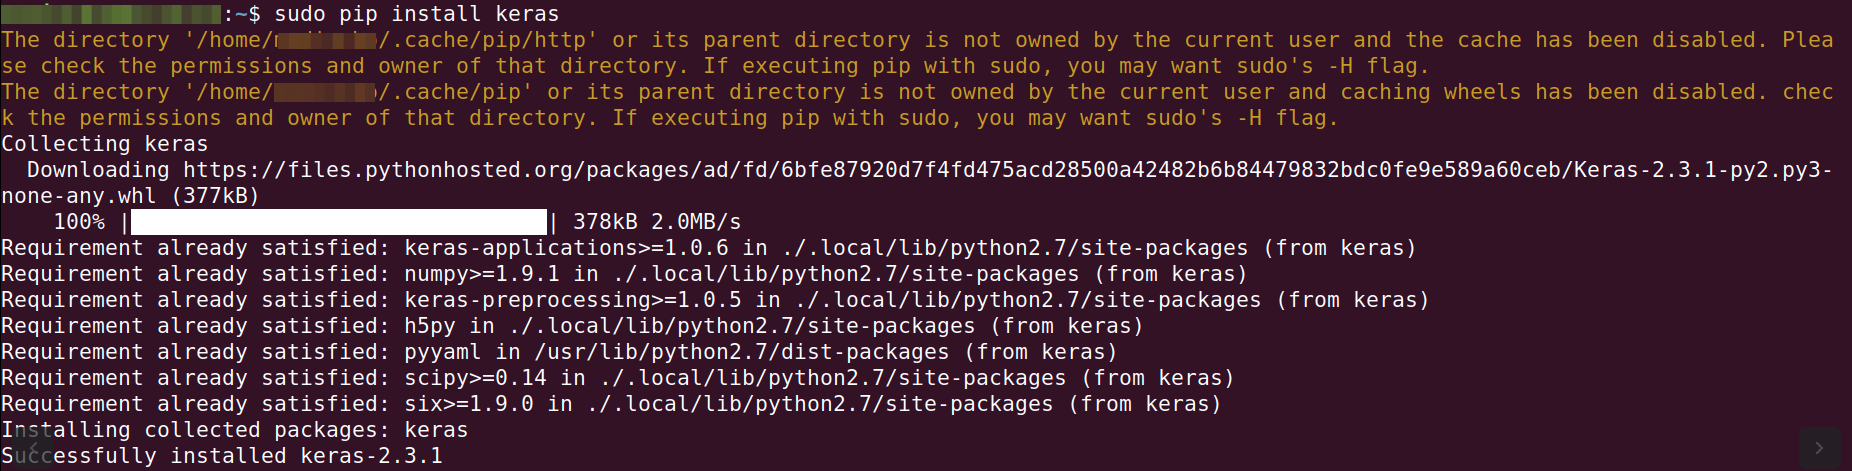 :~$ sudo pip install keras
The directory '/home/ /.cache/pip/http' or its parent directory is not owned by the current user and the cache has been disabled. Plea
se check the permissions and owner of that directory. If executing pip with sudo, you may want sudo's -H flag.
The directory '/home/ /.cache/pip' or its parent directory is not owned by the current user and caching wheels has been disabled. chec
k the permissions and owner of that directory. If executing pip with sudo, you may want sudo's -H flag.
Collecting keras
  Downloading https://files.pythonhosted.org/packages/ad/fd/6bfe87920d7f4fd475acd28500a42482b6b84479832bdc0fe9e589a60ceb/Keras-2.3.1-py2.py3-
none-any.whl (377kB)
    100% | | 378kB 2.0MB/s
Requirement already satisfied: keras-applications>=1.0.6 in ./.local/lib/python2.7/site-packages (from keras)
Requirement already satisfied: numpy>=1.9.1 in ./.local/lib/python2.7/site-packages (from keras)
Requirement already satisfied: keras-preprocessing>=1.0.5 in ./.local/lib/python2.7/site-packages (from keras)
Requirement already satisfied: h5py in ./.local/lib/python2.7/site-packages (from keras)
Requirement already satisfied: pyyaml in /usr/lib/python2.7/dist-packages (from keras)
Requirement already satisfied: scipy>=0.14 in ./.local/lib/python2.7/site-packages (from keras)
Requirement already satisfied: six>=1.9.0 in ./.local/lib/python2.7/site-packages (from keras)
Installing collected packages: keras
Successfully installed keras-2.3.1